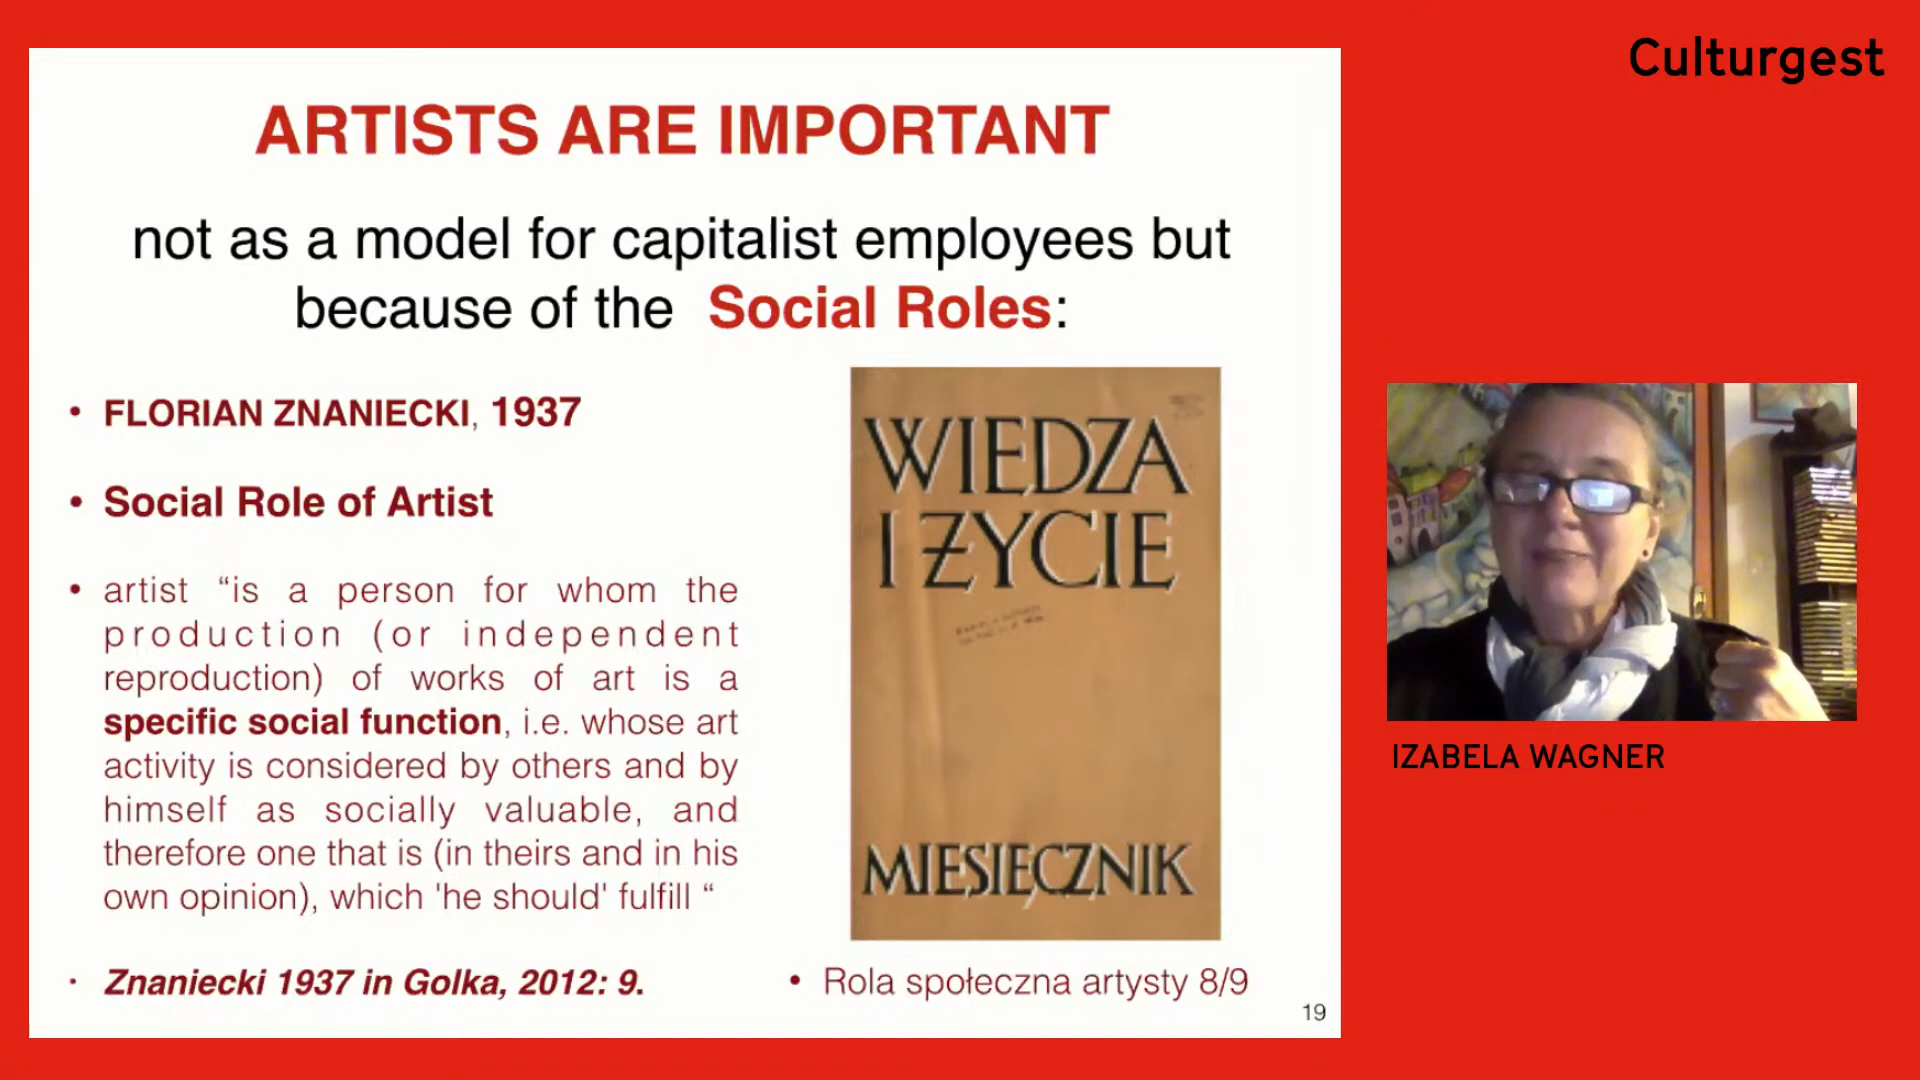 Culturgest
ARTISTS ARE IMPORTANT
not as a model for capitalist employees but
because of the Social Roles:
• FLORIAN ZNANIECKI, 1937
• Social Role of Artist
• artist “is a person for whom the
production (or independent
reproduction) of works of art is a
specific social function, i.e. whose art
activity is considered by others and by
himself as socially valuable, and
therefore one that is (in theirs and in his
own opinion), which 'he should' fulfill “
• Znaniecki 1937 in Golka, 2012: 9.
WIEDZA
I ŻYCIE
MIESIĘCZNIK
• Rola społeczna artysty 8/9
19
IZABELA WAGNER